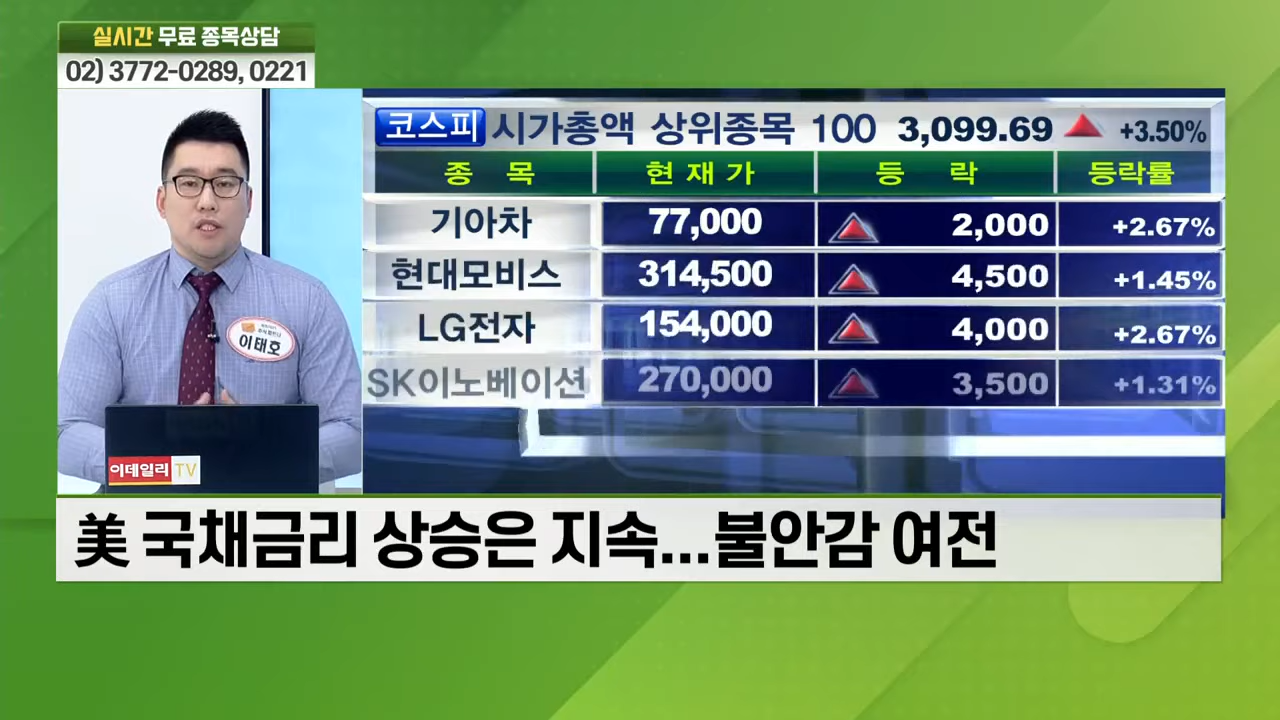 실시간 무료 종목상담
02) 3772-0289, 0221
코스피 시가총액 상위종목 100 3,099.69 ▲ +3.50%
종 목 현 재 가 등 락 등락률
기아차 77,000 ▲ 2,000 +2.67%
현대모비스 314,500 ▲ 4,500 +1.45%
LG전자 154,000 ▲ 4,000 +2.67%
SK이노베이션 270,000 ▲ 3,500 +1.31%
이태호
이데일리 TV
美 국채금리 상승은 지속...불안감 여전